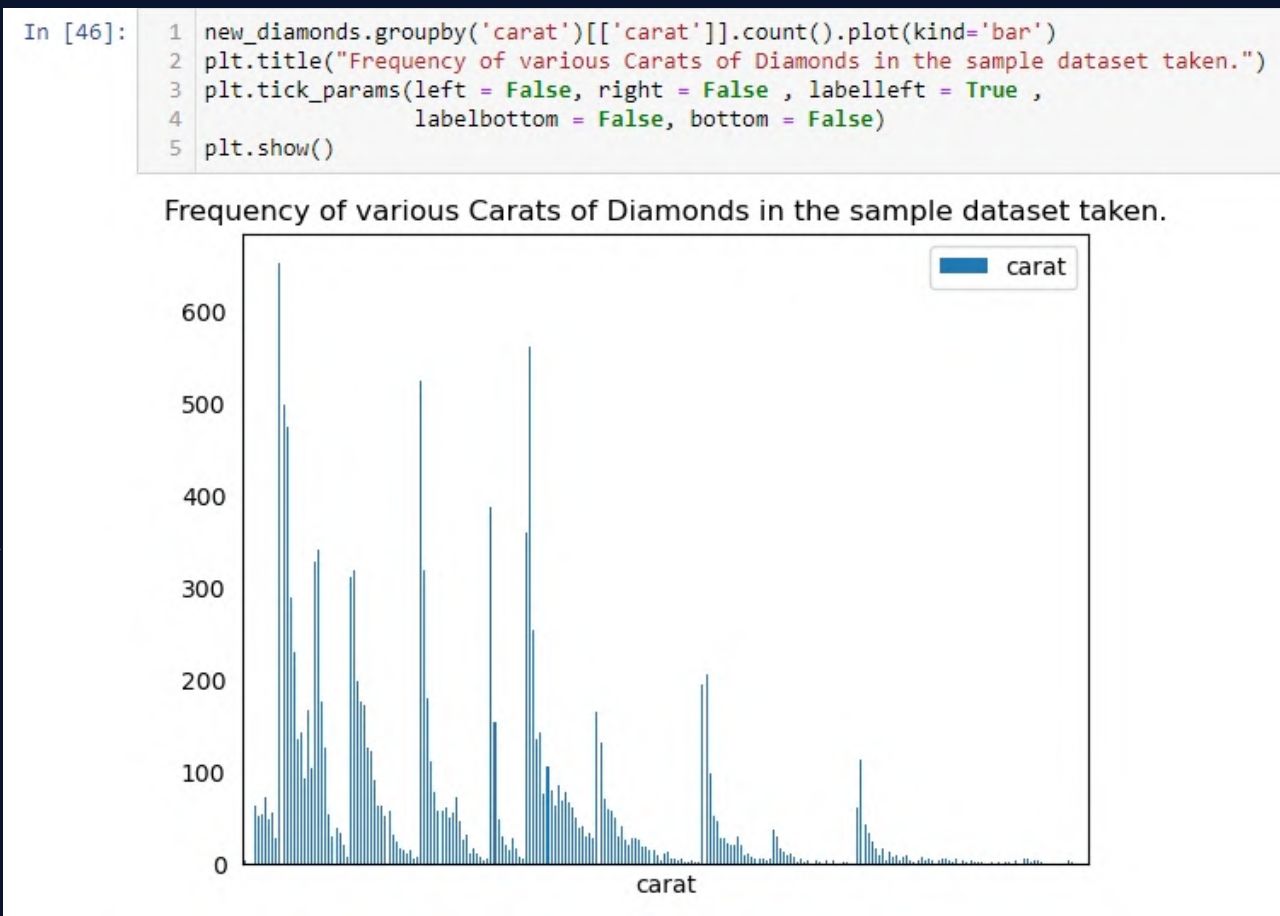 In [46]:
1 new_diamonds.groupby('carat')[['carat']].count().plot(kind='bar')
2 plt.title("Frequency of various Carats of Diamonds in the sample dataset taken.")
3 plt.tick_params(left = False, right = False , labelleft = True ,
4                 labelbottom = False, bottom = False)
5 plt.show()
Frequency of various Carats of Diamonds in the sample dataset taken.
carat
600
500
400
300
200
100
0
carat